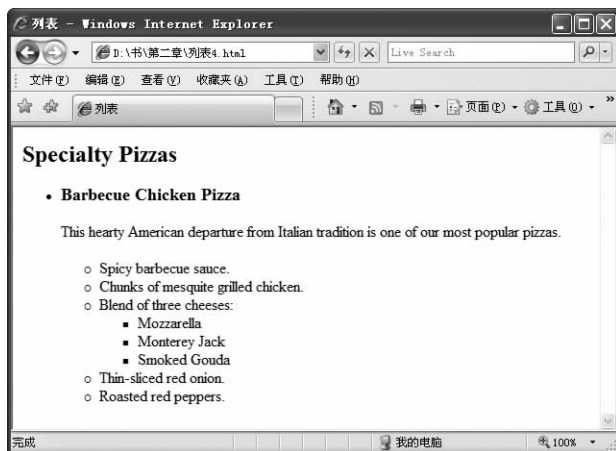 列表 - Windows Internet Explorer
D:\书\第二章\列表4.html
Live Search
文件(F) 编辑(E) 查看(V) 收藏夹(A) 工具(T) 帮助(H)
列表
页面(P) 工具(O) »
Specialty Pizzas
• Barbecue Chicken Pizza
This hearty American departure from Italian tradition is one of our most popular pizzas.
○ Spicy barbecue sauce.
○ Chunks of mesquite grilled chicken.
○ Blend of three cheeses:
▪ Mozzarella
▪ Monterey Jack
▪ Smoked Gouda
○ Thin-sliced red onion.
○ Roasted red peppers.
完成 我的电脑 100%